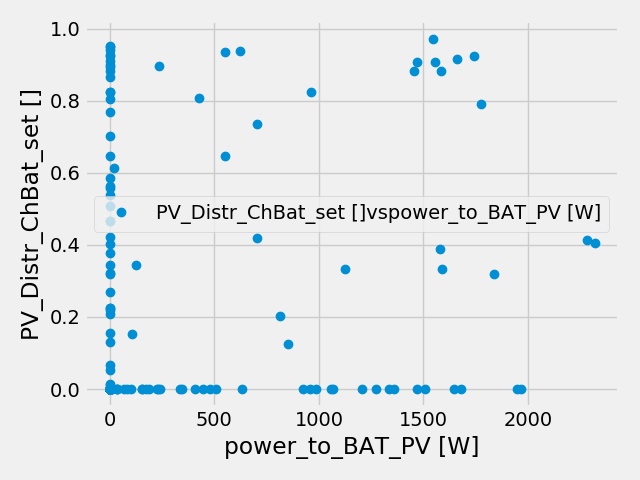 1.0
0.8
0.6
0.4
0.2
0.0
PV_Distr_ChBat_set []
PV_Distr_ChBat_set []vspower_to_BAT_PV [W]
0 500 1000 1500 2000
power_to_BAT_PV [W]